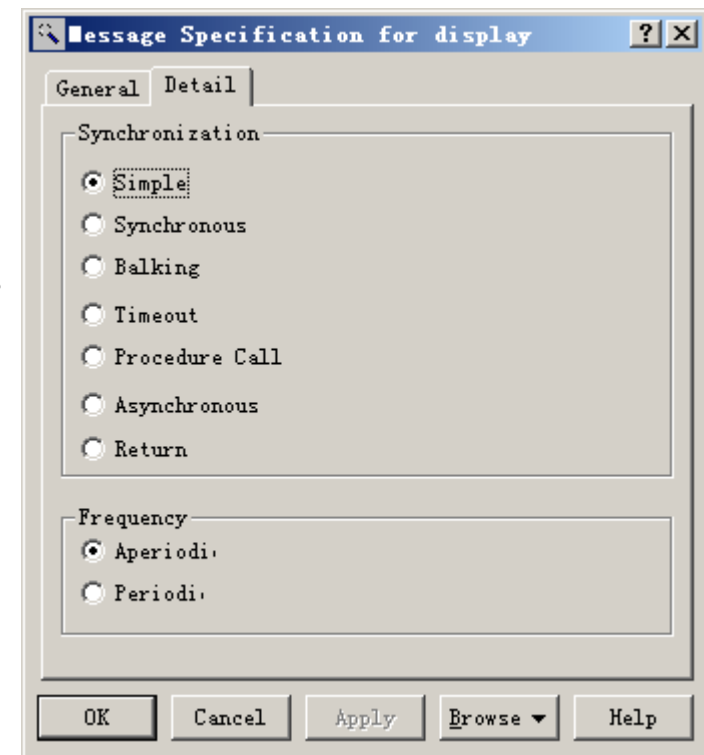 Message Specification for display
General Detail
Synchronization
Simple
Synchronous
Balking
Timeout
Procedure Call
Asynchronous
Return
Frequency
Aperiodi
Periodi
OK Cancel Apply Browse Help